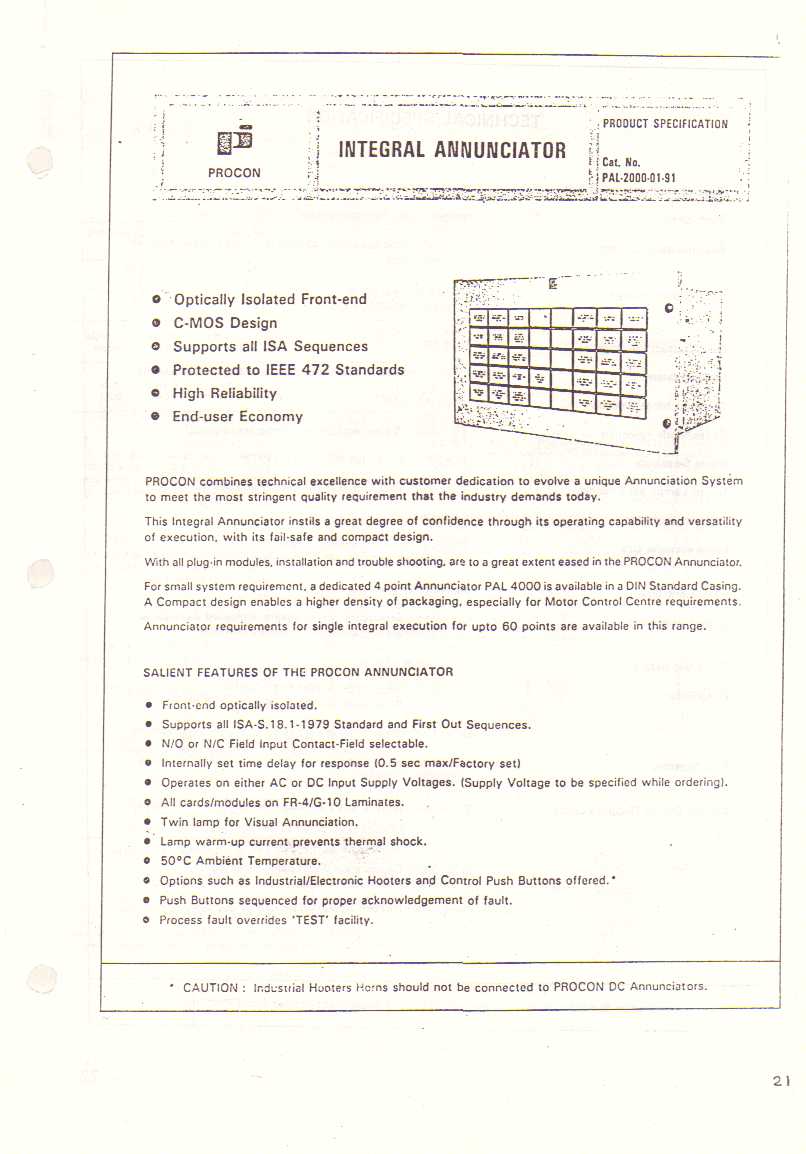 PRODUCT SPECIFICATION
INTEGRAL ANNUNCIATOR
Cat. No.
PROCON
PAL-2000-01-91
Optically Isolated Front-end
C-MOS Design
Supports all ISA Sequences
Protected to IEEE 472 Standards
High Reliability
End-user Economy
PROCON combines technical excellence with customer dedication to evolve a unique Annunciation System
to meet the most stringent quality requirement that the industry demands today.
This Integral Annunciator instils a great degree of confidence through its operating capability and versatility
of execution, with its fail-safe and compact design.
With all plug-in modules, installation and trouble shooting, are to a great extent eased in the PROCON Annunciator.
For small system requirement, a dedicated 4 point Annunciator PAL 4000 is available in a DIN Standard Casing.
A Compact design enables a higher density of packaging, especially for Motor Control Centre requirements.
Annunciator requirements for single integral execution for upto 60 points are available in this range.
SALIENT FEATURES OF THE PROCON ANNUNCIATOR
• Front-end optically isolated.
• Supports all ISA-S.18.1-1979 Standard and First Out Sequences.
• N/O or N/C Field Input Contact-Field selectable.
• Internally set time delay for response (0.5 sec max/Factory set)
• Operates on either AC or DC Input Supply Voltages. (Supply Voltage to be specified while ordering).
• All cards/modules on FR-4/G-10 Laminates.
• Twin lamp for Visual Annunciation.
• Lamp warm-up current prevents thermal shock.
• 50°C Ambient Temperature.
• Options such as Industrial/Electronic Hooters and Control Push Buttons offered.*
• Push Buttons sequenced for proper acknowledgement of fault.
• Process fault overrides 'TEST' facility.
* CAUTION : Industrial Hooters Horns should not be connected to PROCON DC Annunciators.
21